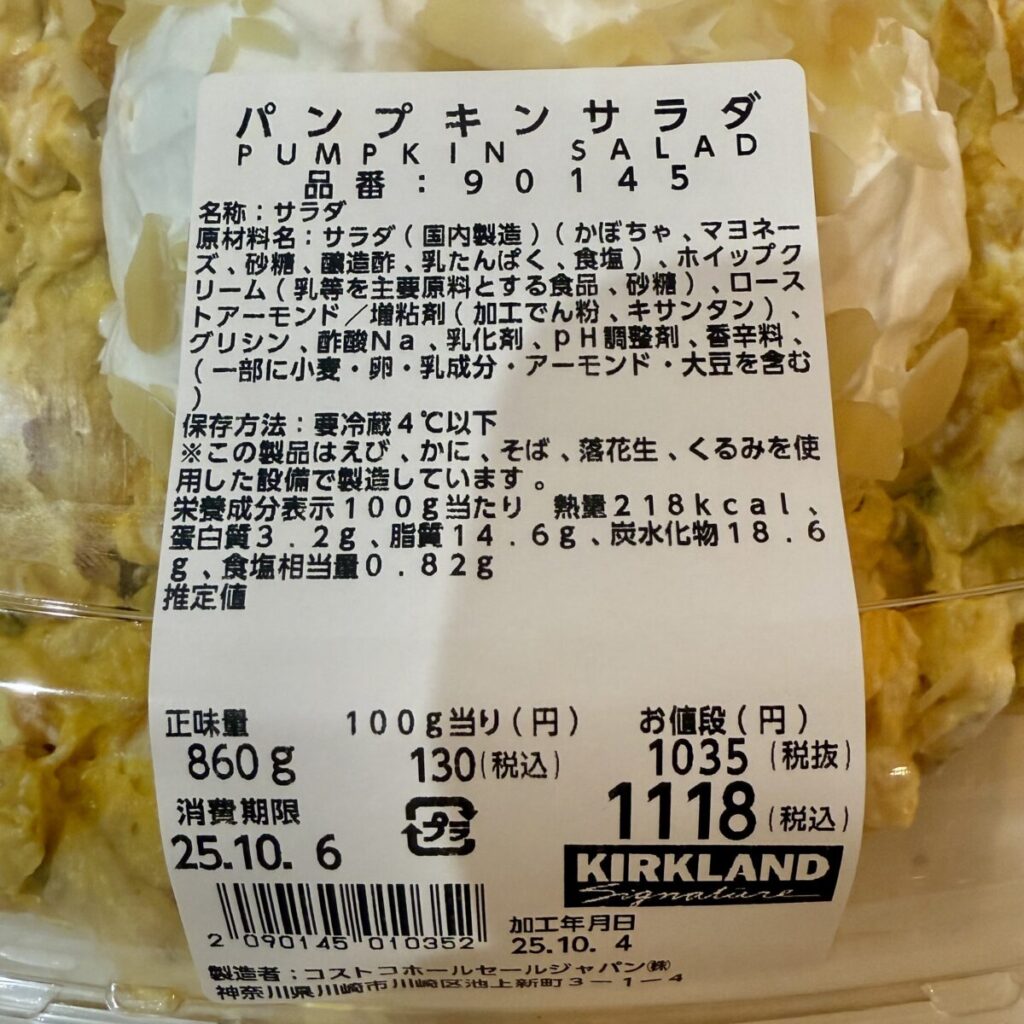 パンプキンサラダ
PUMPKIN SALAD
品番：90145
名称：サラダ
原材料名：サラダ（国内製造）（かぼちゃ、マヨネー
ズ、砂糖、醸造酢、乳たんぱく、食塩）、ホイップク
リーム（乳等を主要原料とする食品、砂糖）、ロース
トアーモンド／増粘剤（加工でん粉、キサンタン）、
グリシン、酢酸Ｎａ、乳化剤、ｐＨ調整剤、香辛料、
（一部に小麦・卵・乳成分・アーモンド・大豆を含む
）
保存方法：要冷蔵４℃以下
※この製品はえび、かに、そば、落花生、くるみを使
用した設備で製造しています。
栄養成分表示１００ｇ当たり　熱量２１８ｋｃａｌ、
蛋白質３．２ｇ、脂質１４．６ｇ、炭水化物１８．６
ｇ、食塩相当量０．８２ｇ
推定値
正味量 100g当り(円) お値段(円)
860g 130(税込) 1035(税抜)
消費期限 プラ 1118(税込)
25.10. 6
KIRKLAND
Signature
2 090145 010352
加工年月日
25.10. 4
製造者：コストコホールセールジャパン㈱
神奈川県川崎市川崎区池上新町３－１－４